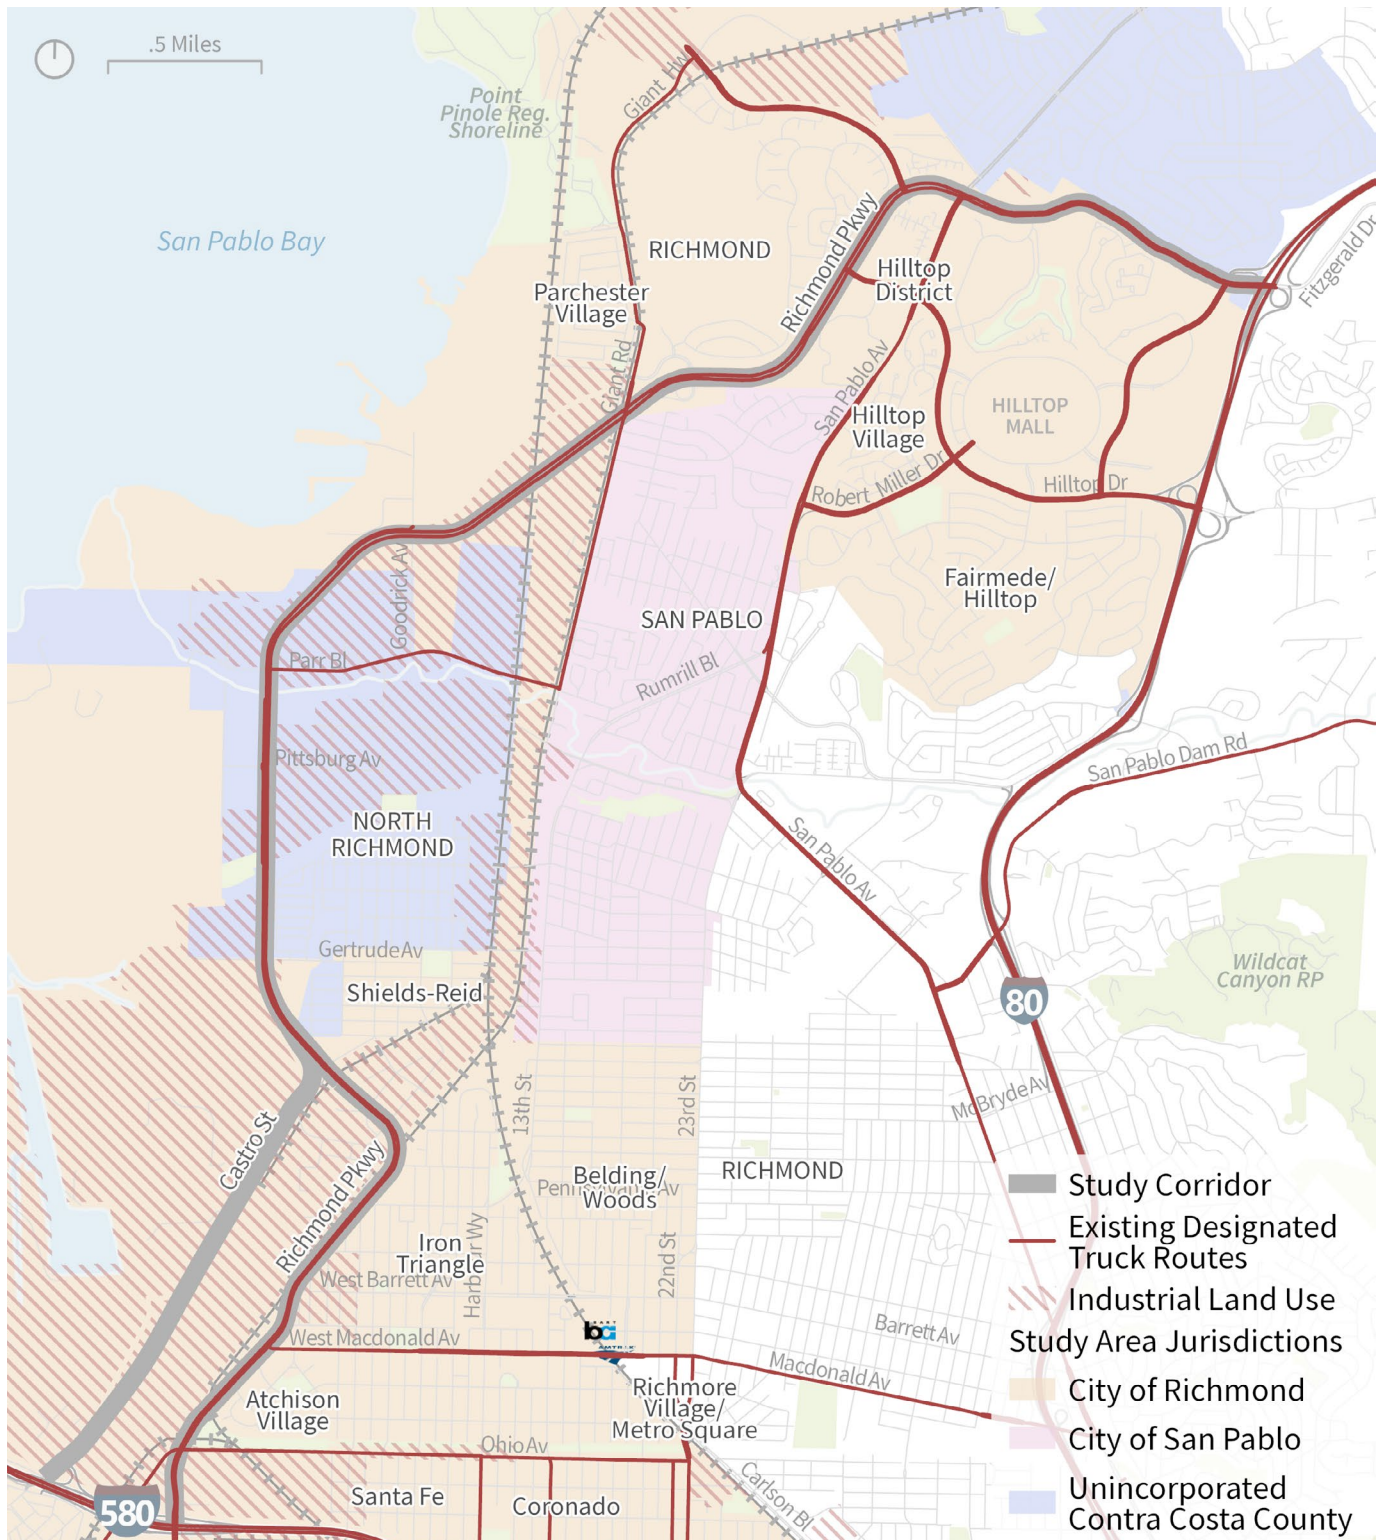 .5 Miles
Point
Pinole Reg.
Shoreline
Giant Hw
San Pablo Bay
RICHMOND
Richmond Pkwy
Hilltop
District
Fitzgerald Dr
Parchester
Village
Giant Rd
San Pablo Av
HILLTOP
MALL
Hilltop
Village
Robert Miller Dr
Hilltop Dr
Goodrick Av
Fairmede/
Hilltop
SAN PABLO
Parr Bl
Rumrill Bl
Pittsburg Av
San Pablo Dam Rd
NORTH
RICHMOND
San Pablo Av
Gertrude Av
Wildcat
Canyon RP
Shields-Reid
80
13th St
23rd St
McBryde Av
Castro St
Richmond Pkwy
Belding/
Woods
Pennsylvania Av
RICHMOND
Iron
Triangle
Harbour Wy
22nd St
West Barrett Av
West Macdonald Av
AMTRAK
Barrett Av
Macdonald Av
Atchison
Village
Richmore
Village/
Metro Square
Ohio Av
Carlson Bl
Santa Fe
Coronado
580
Study Corridor
Existing Designated
Truck Routes
Industrial Land Use
Study Area Jurisdictions
City of Richmond
City of San Pablo
Unincorporated
Contra Costa County